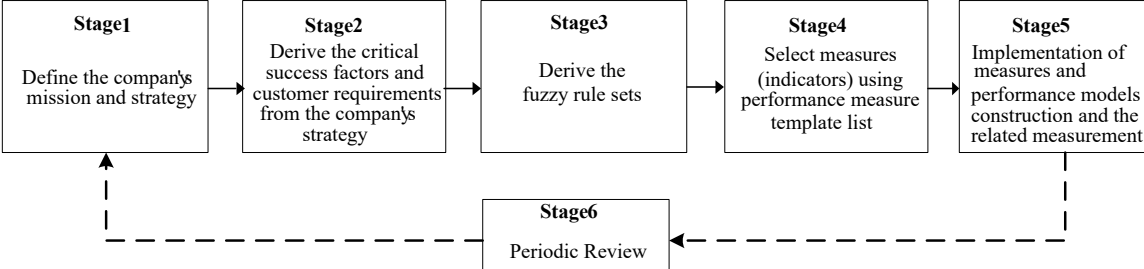 Stage1
Define the company's
mission and strategy
Stage2
Derive the critical
success factors and
customer requirements
from the company's
strategy
Stage3
Derive the
fuzzy rule sets
Stage4
Select measures
(indicators) using
performance measure
template list
Stage5
Implementation of
measures and
performance models
construction and the
related measurement
Stage6
Periodic Review